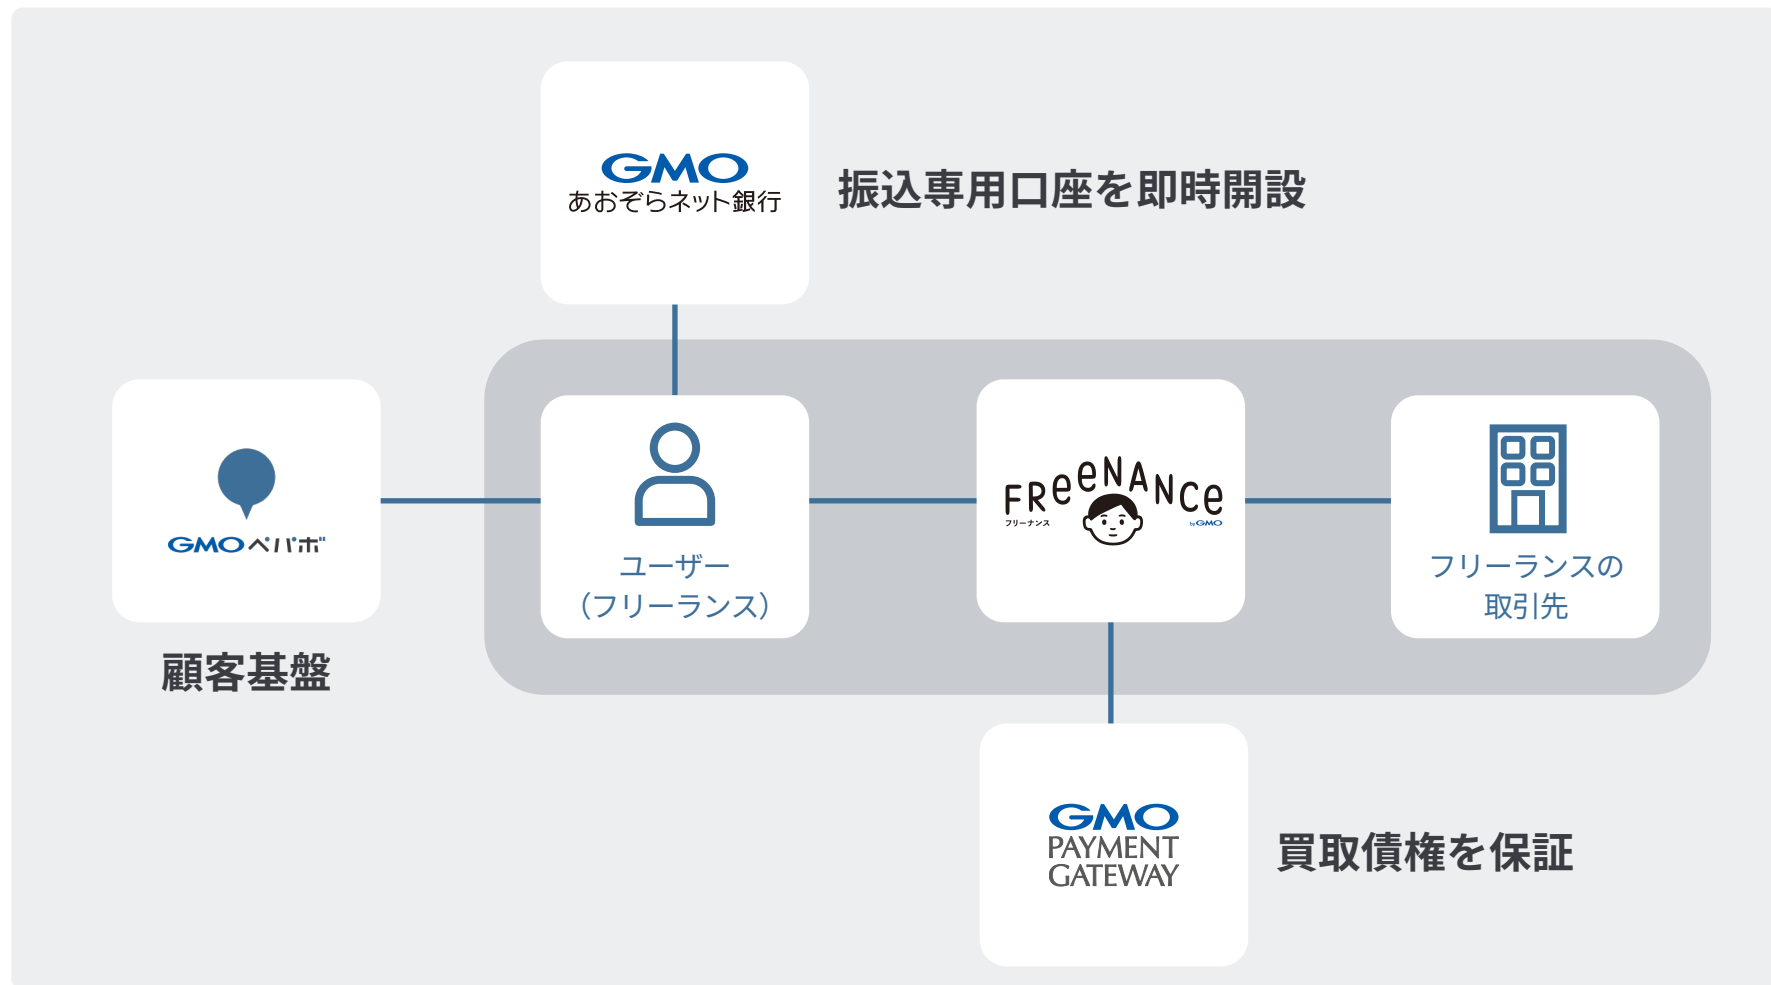 GMO
あおぞらネット銀行
振込専用口座を即時開設
GMOペパボ
顧客基盤
ユーザー
（フリーランス）
FReeNANce
フリーナンス
by GMO
フリーランスの
取引先
GMO
PAYMENT
GATEWAY
買取債権を保証